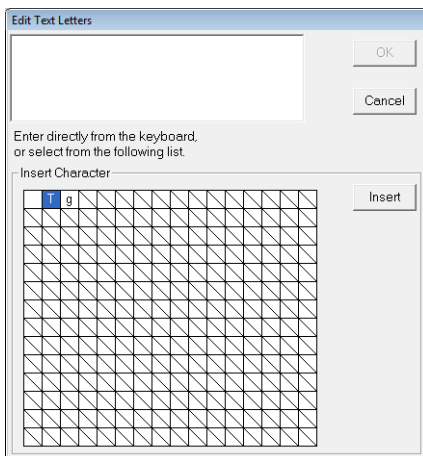 Edit Text Letters
OK
Cancel
Enter directly from the keyboard,
or select from the following list.
Insert Character
T g
Insert